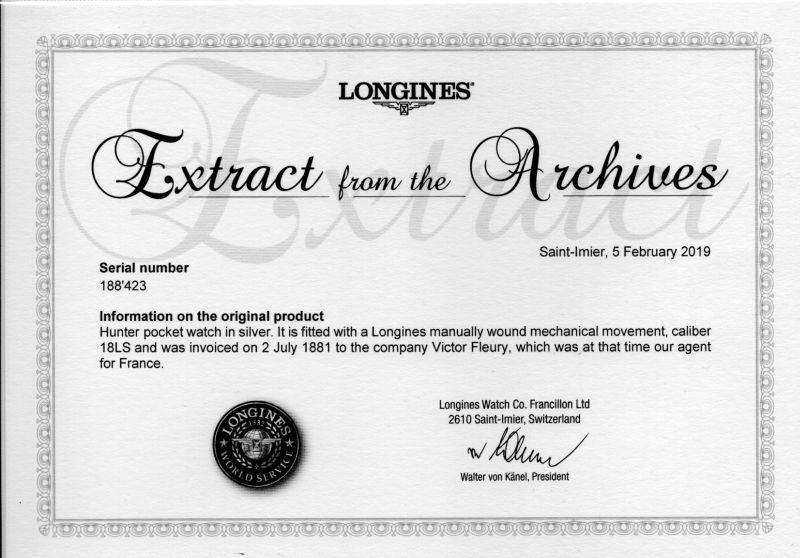 LONGINES®
Extract from the Archives
Extract
Saint-Imier, 5 February 2019
Serial number
188'423
Information on the original product
Hunter pocket watch in silver. It is fitted with a Longines manually wound mechanical movement, caliber
18LS and was invoiced on 2 July 1881 to the company Victor Fleury, which was at that time our agent
for France.
LONGINES
1832
WORLD SERVICE
Longines Watch Co. Francillon Ltd
2610 Saint-Imier, Switzerland
Walter von Känel, President